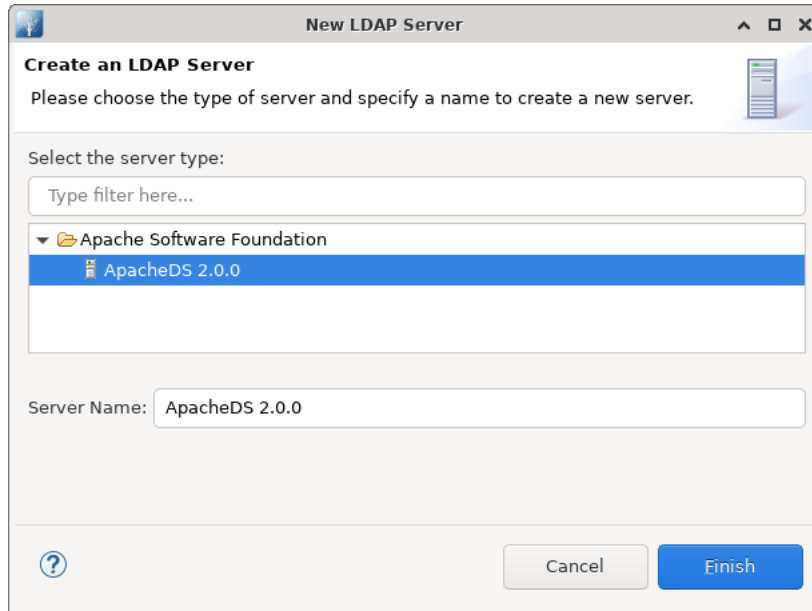 New LDAP Server
Create an LDAP Server
Please choose the type of server and specify a name to create a new server.
Select the server type:
Type filter here...
Apache Software Foundation
ApacheDS 2.0.0
Server Name: ApacheDS 2.0.0
? Cancel Finish